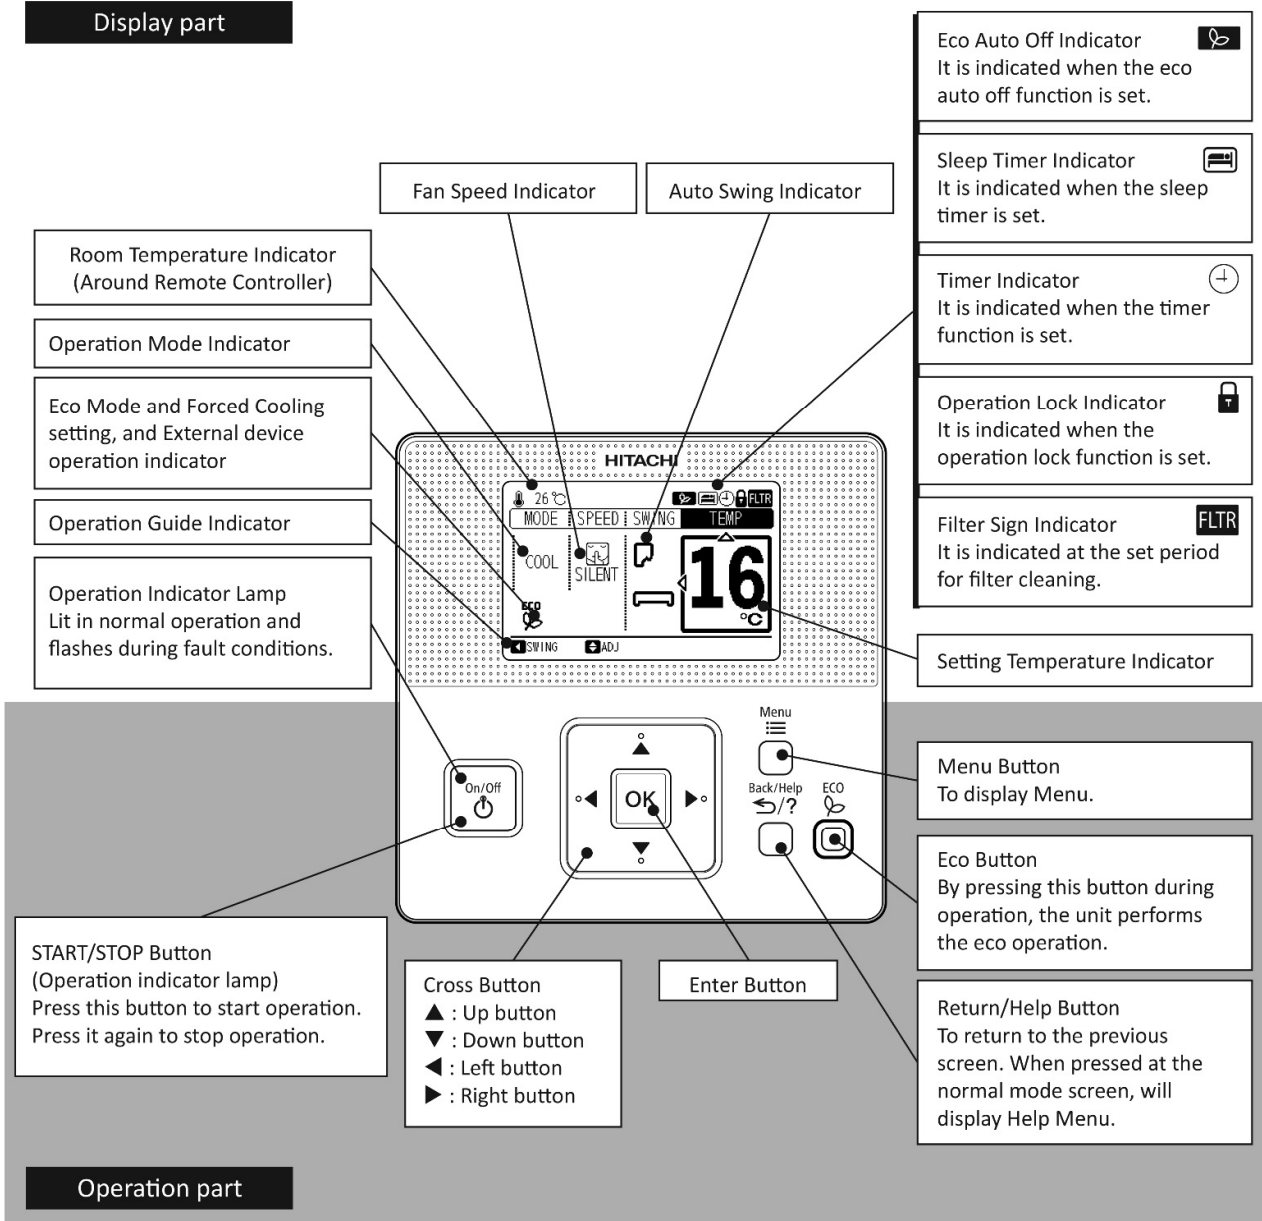 Display part
Eco Auto Off Indicator
It is indicated when the eco
auto off function is set.
Sleep Timer Indicator
It is indicated when the sleep
timer is set.
Timer Indicator
It is indicated when the timer
function is set.
Operation Lock Indicator
It is indicated when the
operation lock function is set.
Filter Sign Indicator FLTR
It is indicated at the set period
for filter cleaning.
Setting Temperature Indicator
Fan Speed Indicator
Auto Swing Indicator
Room Temperature Indicator
(Around Remote Controller)
Operation Mode Indicator
Eco Mode and Forced Cooling
setting, and External device
operation indicator
Operation Guide Indicator
Operation Indicator Lamp
Lit in normal operation and
flashes during fault conditions.
HITACHI
26 °C FLTR
MODE SPEED SWING TEMP
COOL
SILENT
16
°C
ECO
◀ SWING ADJ
Menu
On/Off
OK
Back/Help
/?
ECO
Menu Button
To display Menu.
Eco Button
By pressing this button during
operation, the unit performs
the eco operation.
Return/Help Button
To return to the previous
screen. When pressed at the
normal mode screen, will
display Help Menu.
START/STOP Button
(Operation indicator lamp)
Press this button to start operation.
Press it again to stop operation.
Cross Button
▲ : Up button
▼ : Down button
◀ : Left button
▶ : Right button
Enter Button
Operation part